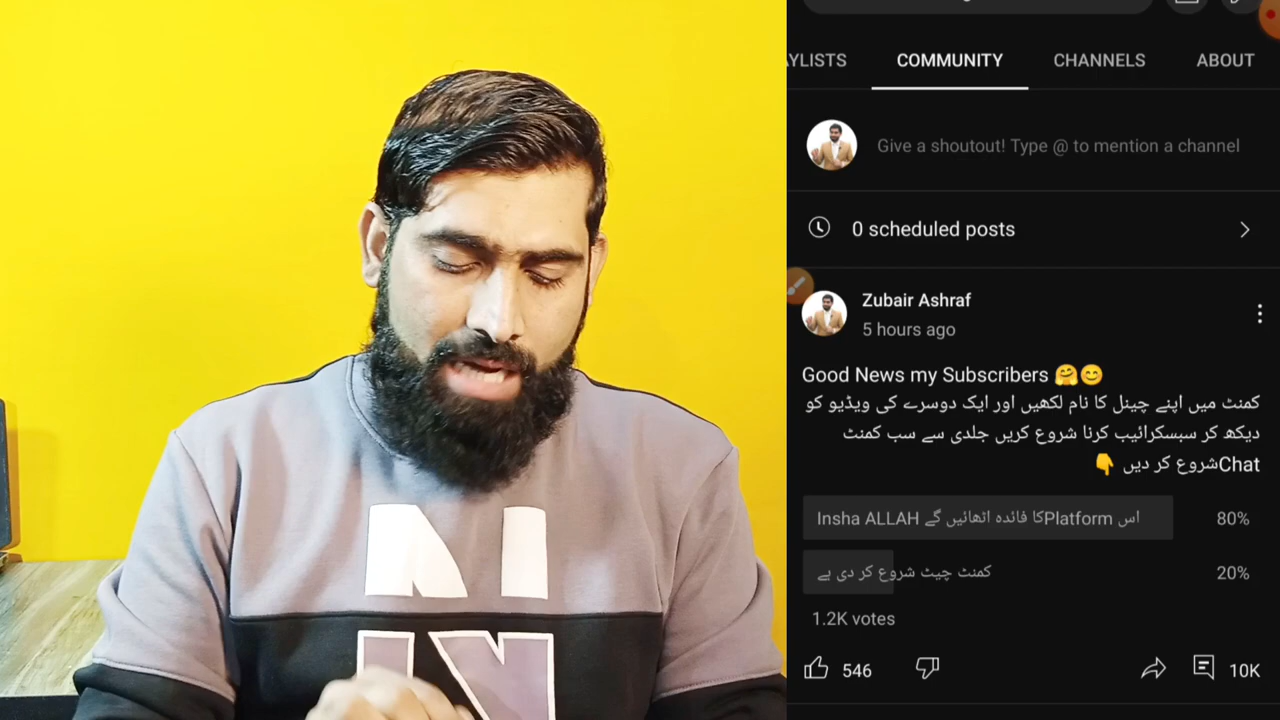 AYLISTS COMMUNITY CHANNELS ABOUT
Give a shoutout! Type @ to mention a channel
0 scheduled posts
Zubair Ashraf
5 hours ago
Good News my Subscribers 🤗😊
کمنٹ میں اپنے چینل کا نام لکھیں اور ایک دوسرے کی ویڈیو کو
دیکھ کر سبسکرائیب کرنا شروع کریں جلدی سے سب کمنٹ
Chatشروع کر دیں 👇
اس Platformکا فائدہ اٹھائیں گے Insha ALLAH 80%
کمنٹ چیٹ شروع کر دی ہے 20%
1.2K votes
546 10K
N